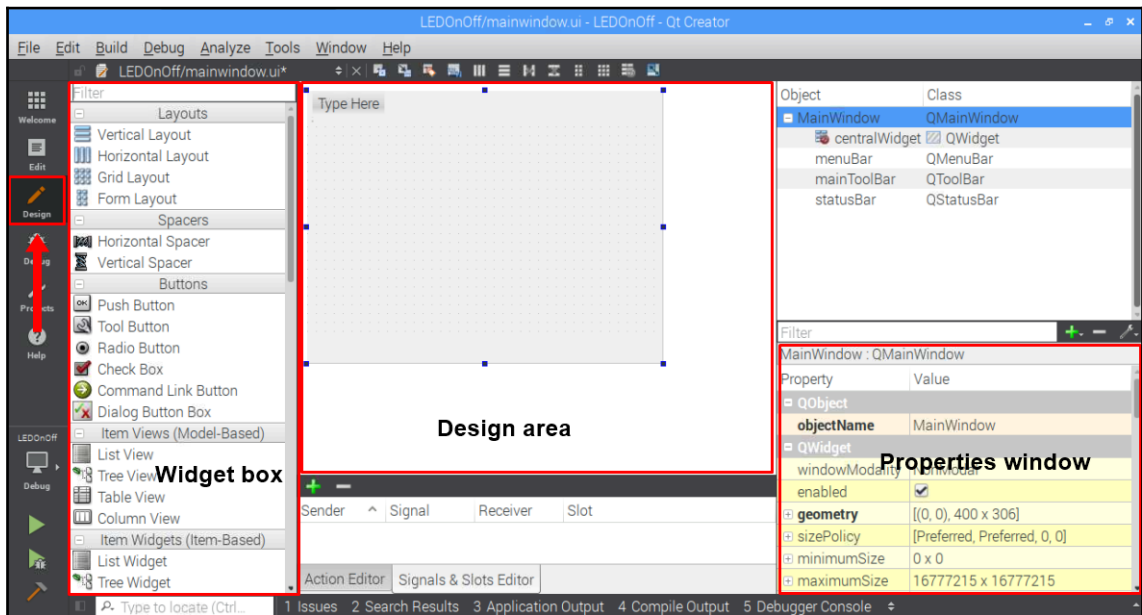 LEDOnOff/mainwindow.ui - LEDOnOff - Qt Creator
File Edit Build Debug Analyze Tools Window Help
LEDOnOff/mainwindow.ui*
Welcome
Edit
Design
Help
LEDOnOff
Debug
Filter
Layouts
Vertical Layout
Horizontal Layout
Grid Layout
Form Layout
Spacers
Horizontal Spacer
Vertical Spacer
Buttons
Push Button
Tool Button
Radio Button
Check Box
Command Link Button
Dialog Button Box
Item Views (Model-Based)
List View
Tree View
Table View
Column View
Item Widgets (Item-Based)
List Widget
Tree Widget
Widget box
Type Here
Design area
Sender Signal Receiver Slot
Action Editor Signals & Slots Editor
Object Class
MainWindow QMainWindow
centralWidget QWidget
menuBar QMenuBar
mainToolBar QToolBar
statusBar QStatusBar
Filter
MainWindow : QMainWindow
Property Value
QObject
objectName MainWindow
QWidget
Properties window
windowModality
enabled
geometry [(0, 0), 400 x 306]
sizePolicy [Preferred, Preferred, 0, 0]
minimumSize 0 x 0
maximumSize 16777215 x 16777215
Type to locate (Ctrl... 1 Issues 2 Search Results 3 Application Output 4 Compile Output 5 Debugger Console